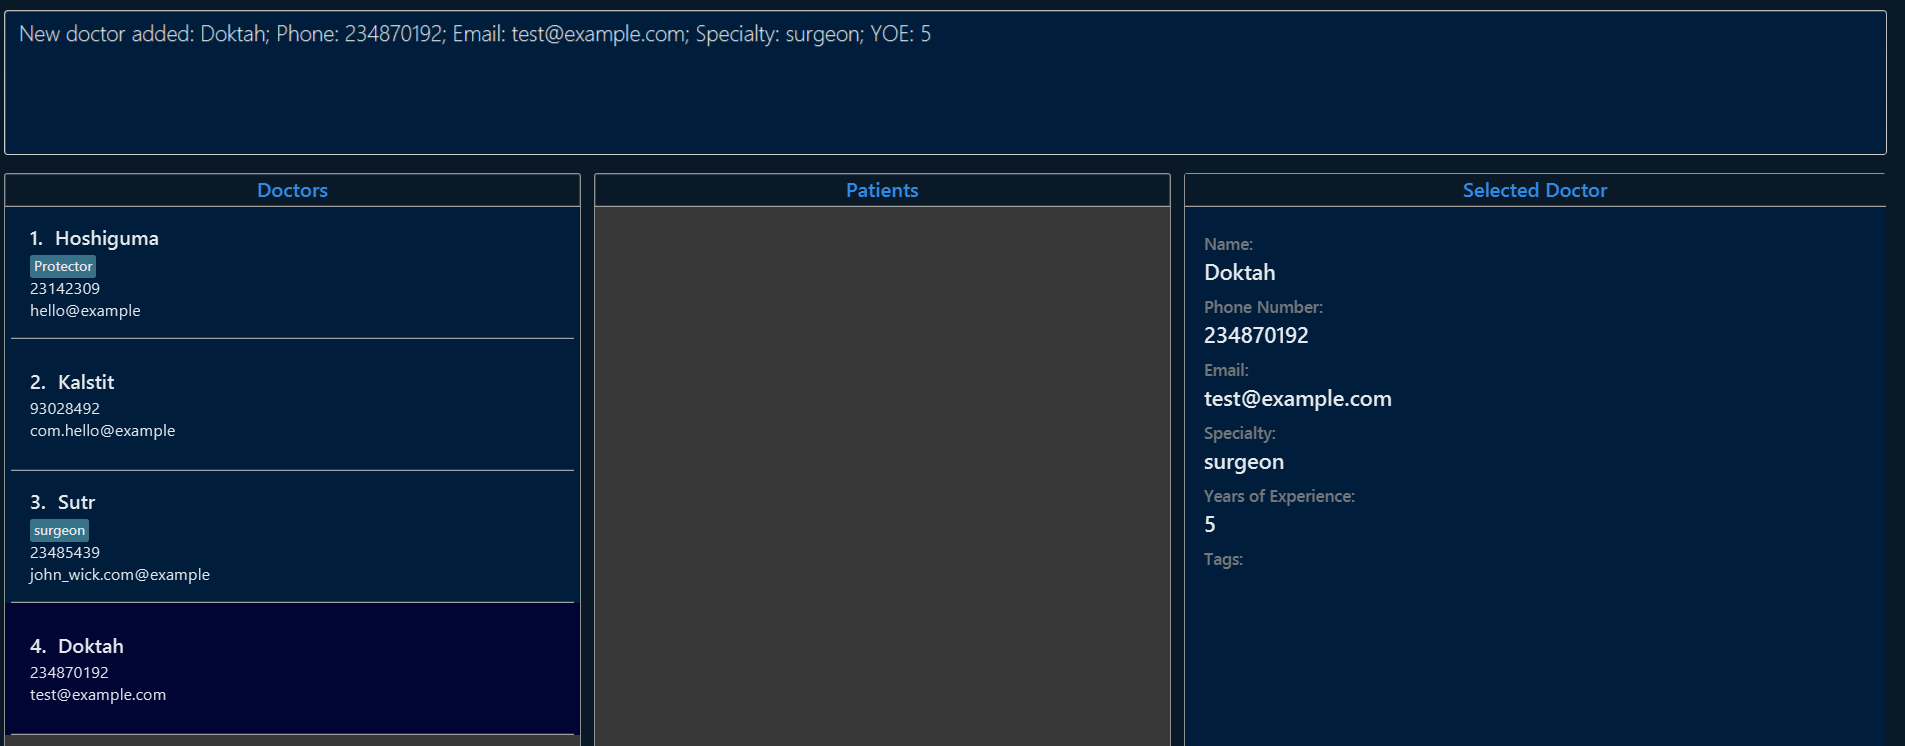 New doctor added: Doktah; Phone: 234870192; Email: test@example.com; Specialty: surgeon; YOE: 5
Doctors
1. Hoshiguma
Protector
23142309
hello@example
2. Kalstit
93028492
com.hello@example
3. Sutr
surgeon
23485439
john_wick.com@example
4. Doktah
234870192
test@example.com
Patients
Selected Doctor
Name:
Doktah
Phone Number:
234870192
Email:
test@example.com
Specialty:
surgeon
Years of Experience:
5
Tags: